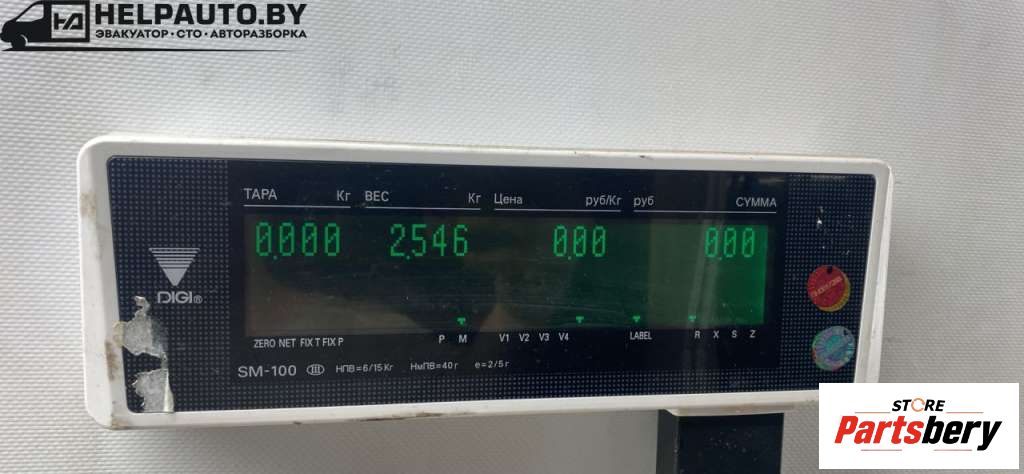 HELPAUTO.BY
ЭВАКУАТОР•СТО•АВТОРАЗБОРКА
ТАРА Кг ВЕС Кг Цена руб/Кг руб СУММА
0.000 2.546 0.00 0.00
DIGI®
P M V1 V2 V3 V4 LABEL R X S Z
ZERO NET FIX T FIX P
SM-100 III НПВ=6/15Кг НмПВ=40г e=2/5г
STORE
Partsbery